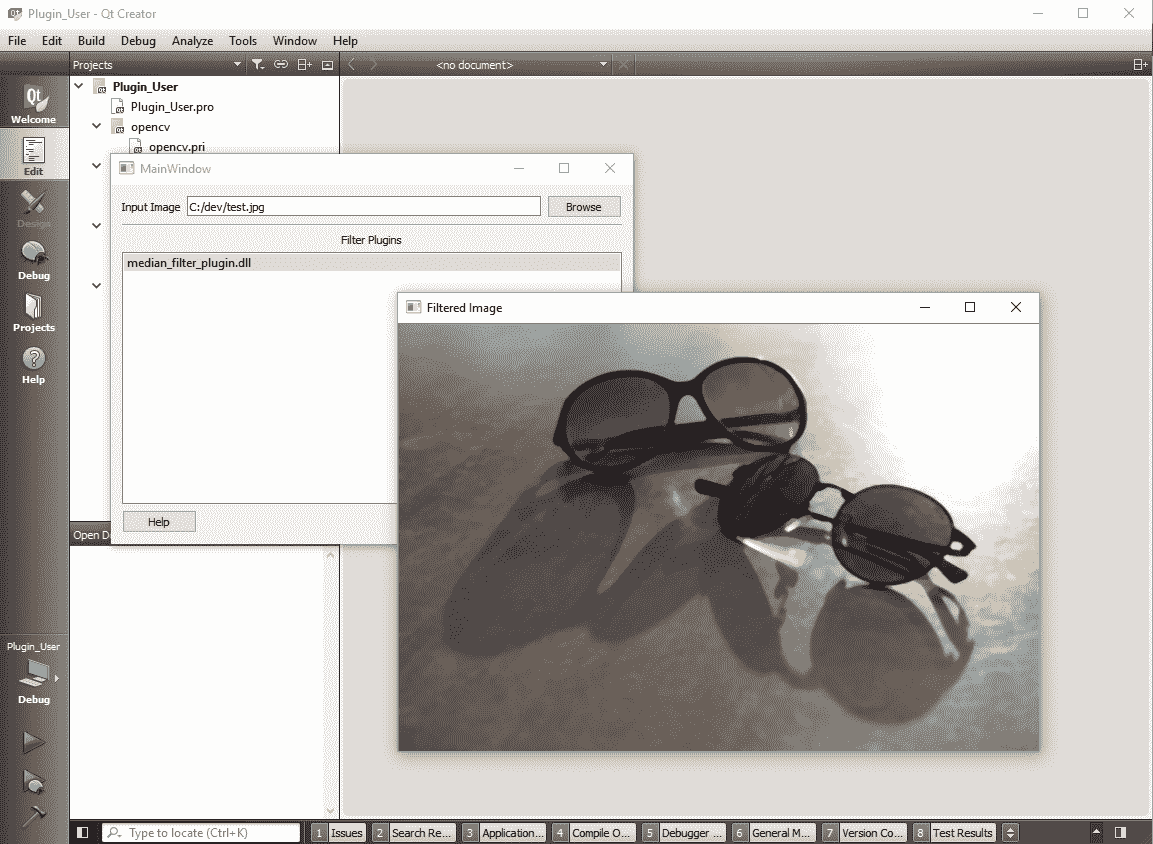 Plugin_User - Qt Creator
File Edit Build Debug Analyze Tools Window Help
Projects
<no document>
Qt
Welcome
Edit
Design
Debug
Projects
?
Help
Plugin_User
Plugin_User.pro
opencv
opencv.pri
MainWindow
Input Image C:/dev/test.jpg Browse
Filter Plugins
median_filter_plugin.dll
Help
Filtered Image
Open D
Plugin_User
Debug
Type to locate (Ctrl+K)
1 Issues 2 Search Re... 3 Application... 4 Compile O... 5 Debugger ... 6 General M... 7 Version Co... 8 Test Results